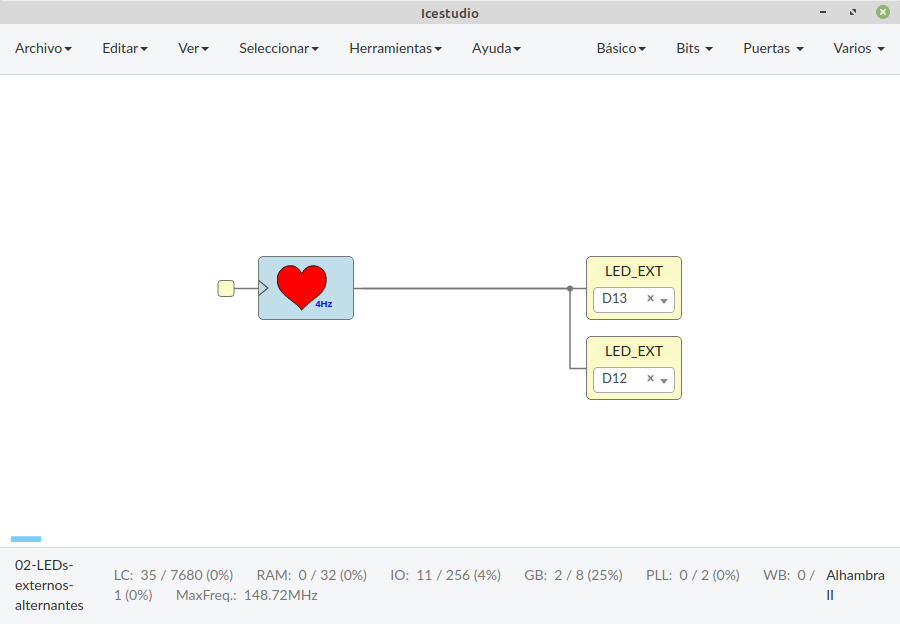 Icestudio
Archivo Editar Ver Seleccionar Herramientas Ayuda Básico Bits Puertas Varios
4Hz
LED_EXT
D13 ×
LED_EXT
D12 ×
02-LEDs-
externos-
alternantes
LC: 35 / 7680 (0%) RAM: 0 / 32 (0%) IO: 11 / 256 (4%) GB: 2 / 8 (25%) PLL: 0 / 2 (0%) WB: 0 /
1 (0%) MaxFreq.: 148.72MHz
Alhambra
II